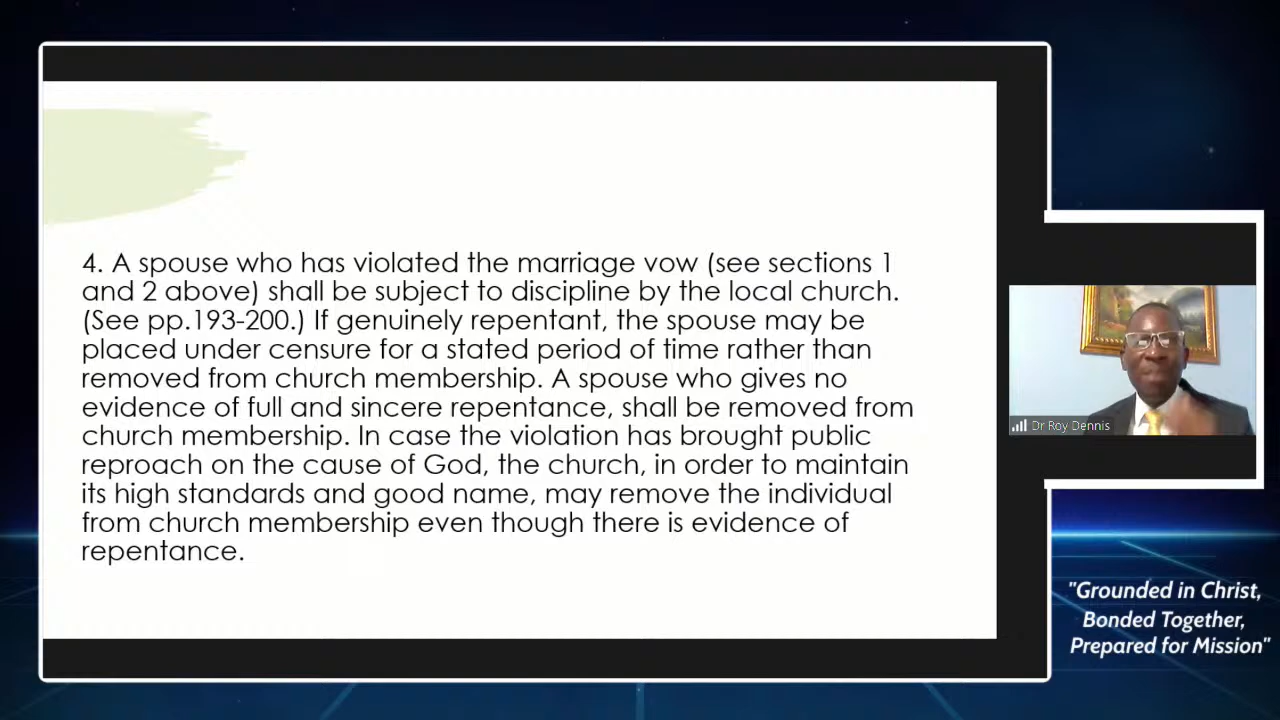 4. A spouse who has violated the marriage vow (see sections 1
and 2 above) shall be subject to discipline by the local church.
(See pp.193-200.) If genuinely repentant, the spouse may be
placed under censure for a stated period of time rather than
removed from church membership. A spouse who gives no
evidence of full and sincere repentance, shall be removed from
church membership. In case the violation has brought public
reproach on the cause of God, the church, in order to maintain
its high standards and good name, may remove the individual
from church membership even though there is evidence of
repentance.
Dr Roy Dennis
"Grounded in Christ,
Bonded Together,
Prepared for Mission"